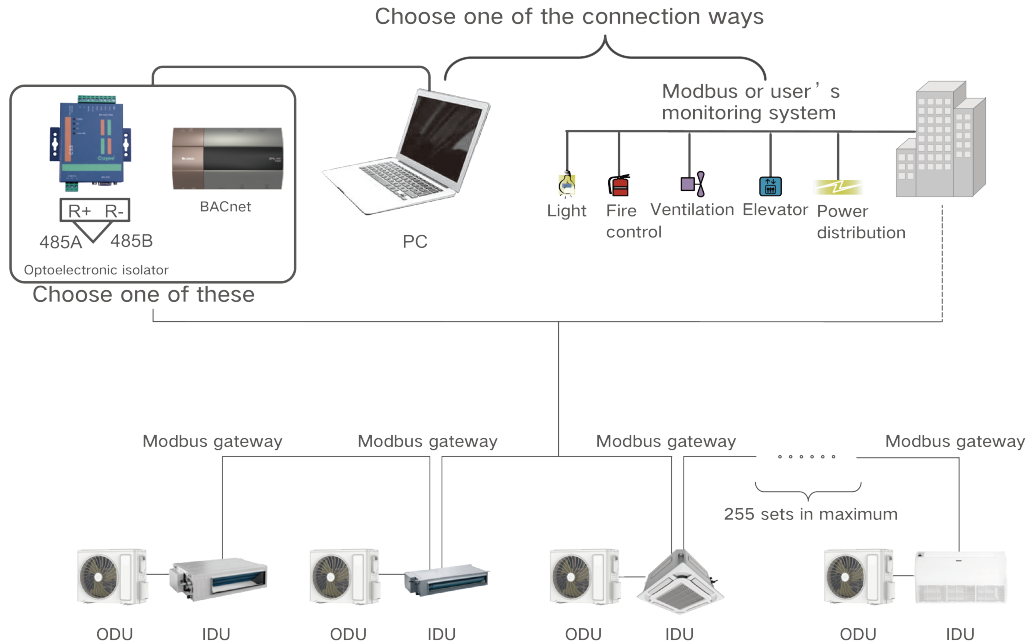 Choose one of the connection ways
Modbus or user’s
monitoring system
R+ R-
485A 485B
Optoelectronic isolator
BACnet
Choose one of these
PC
Light
Fire
control
Ventilation
Elevator
Power
distribution
Modbus gateway
Modbus gateway
Modbus gateway
Modbus gateway
255 sets in maximum
ODU IDU
ODU IDU
ODU IDU
ODU IDU